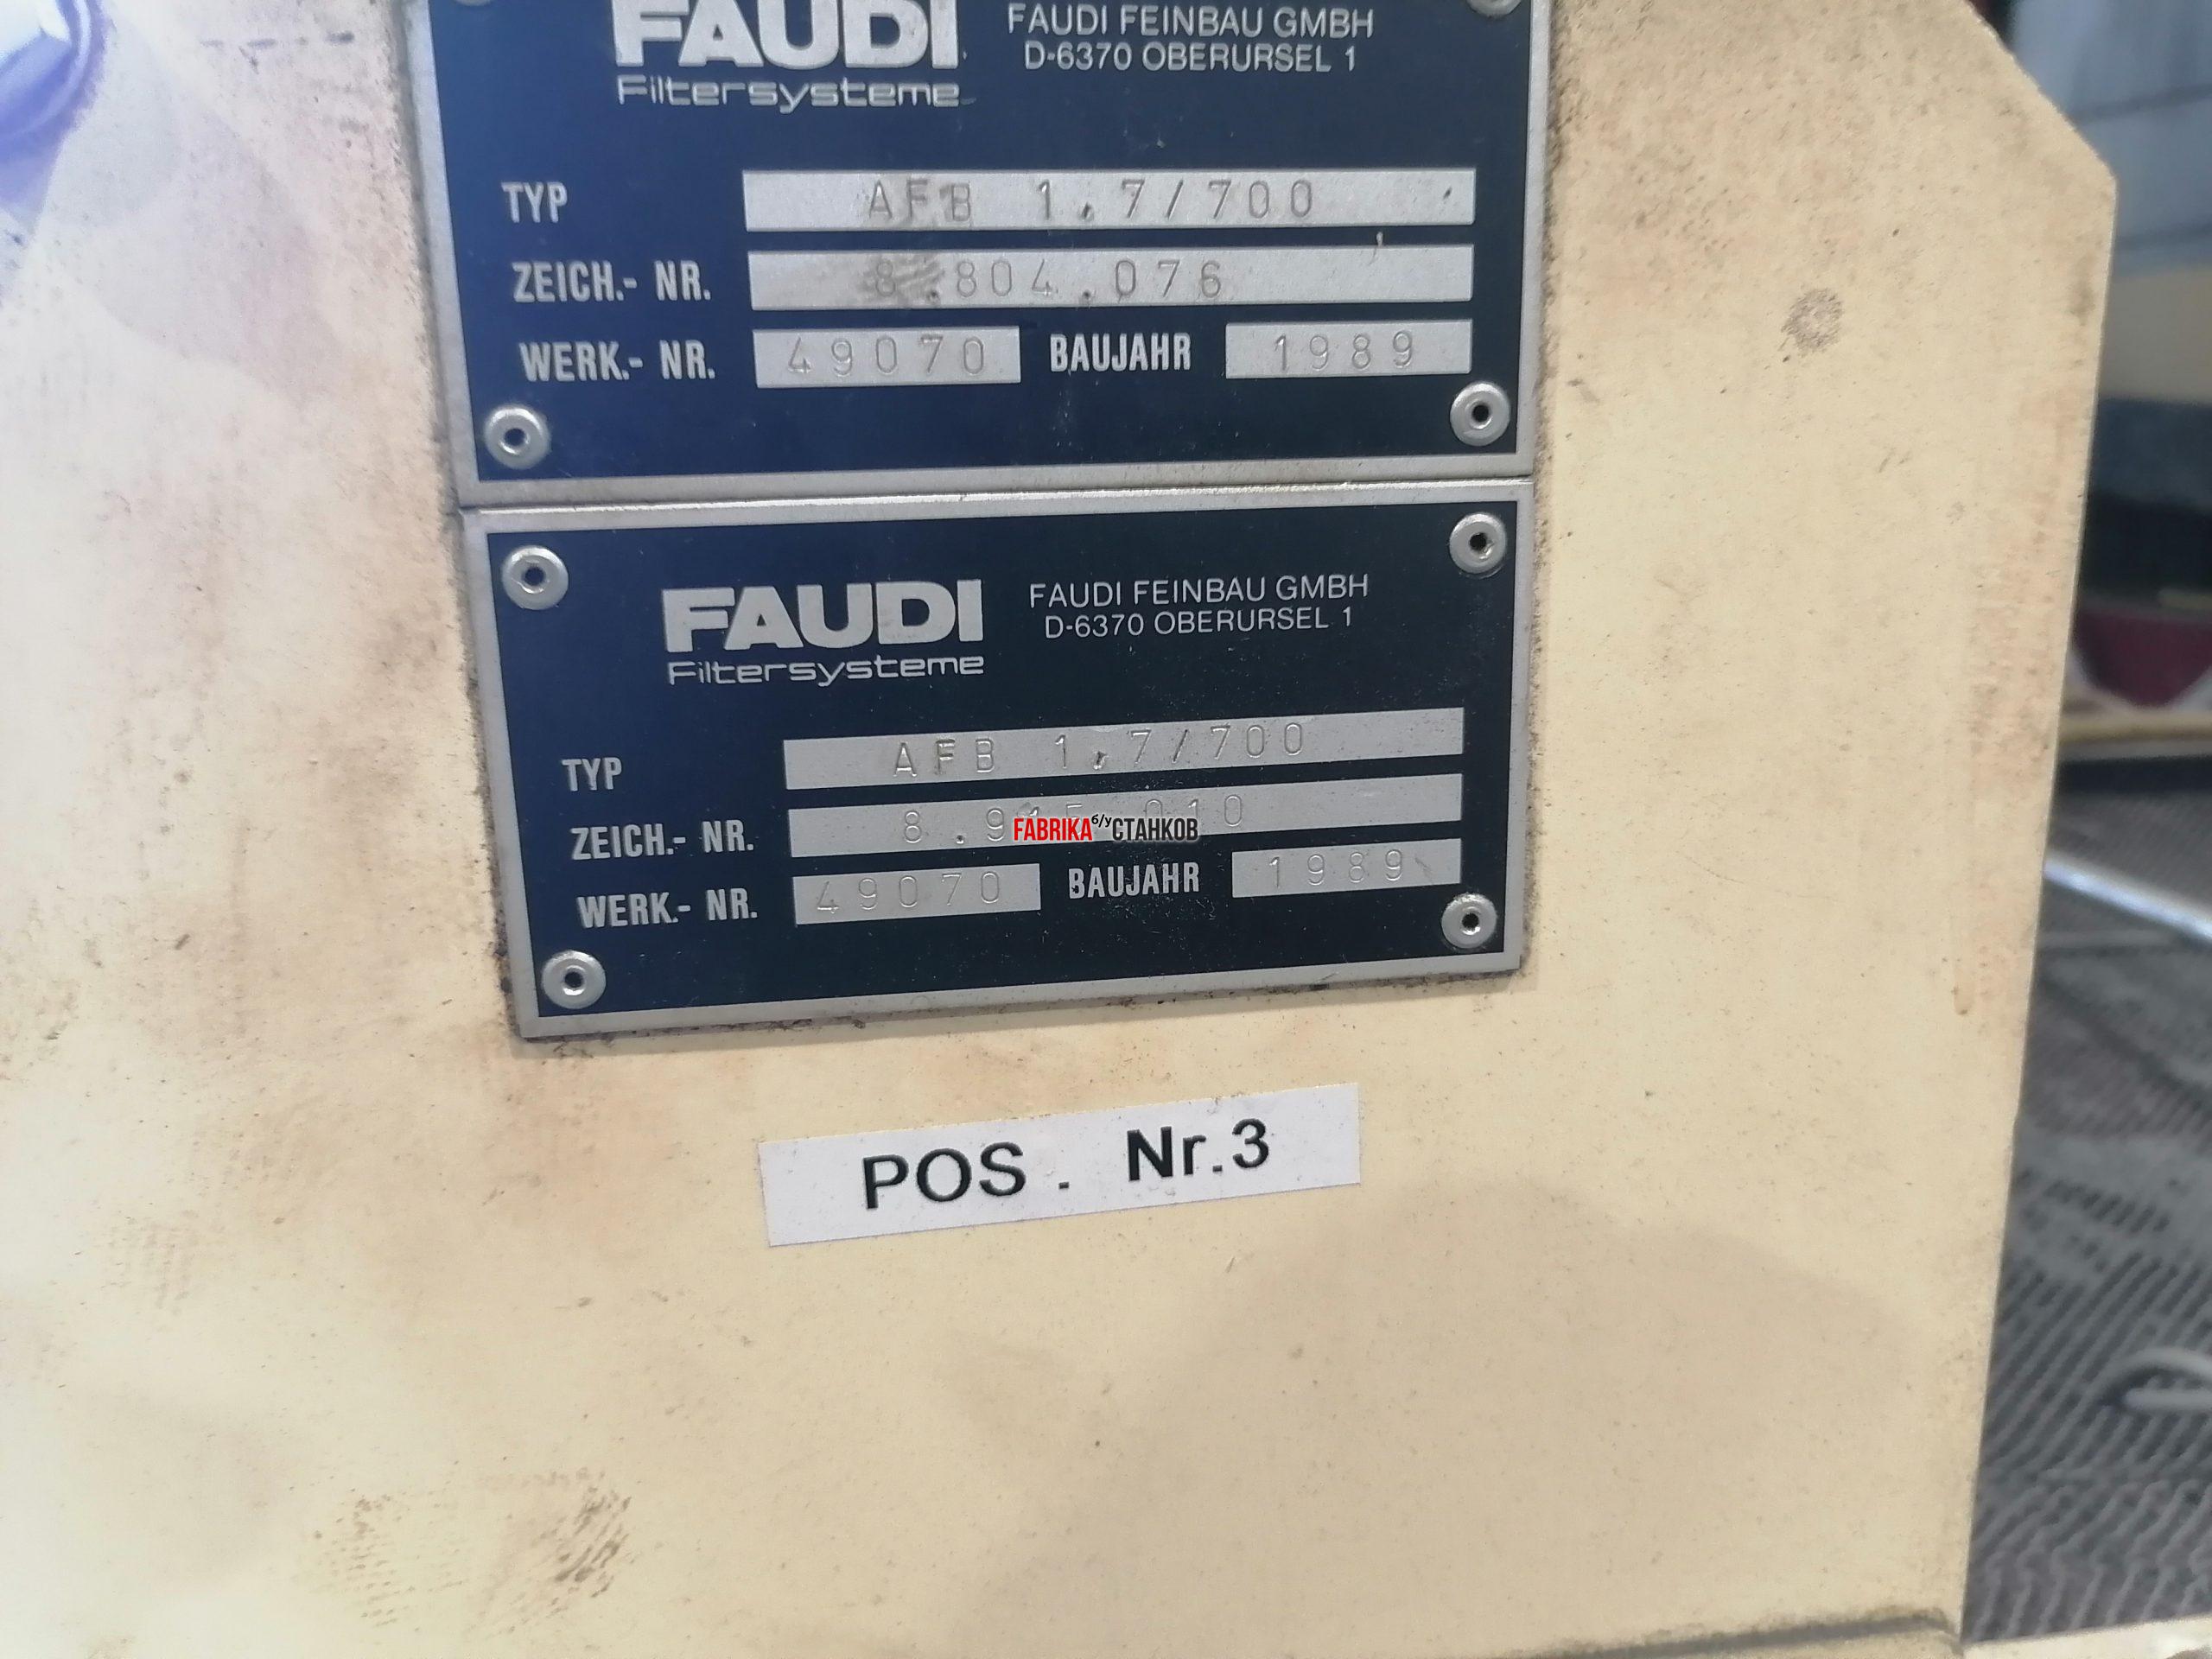 FAUDI FAUDI FEINBAU GMBH
Filtersysteme D-6370 OBERURSEL 1
TYP AFB 1.7/700
ZEICH.- NR. 8.804.076
WERK.- NR. 49070 BAUJAHR 1989
FAUDI FAUDI FEINBAU GMBH
Filtersysteme D-6370 OBERURSEL 1
TYP AFB 1.7/700
ZEICH.- NR.
FABRIKA б/у СТАНКОВ
WERK.- NR. 49070 BAUJAHR 1989
POS. Nr.3